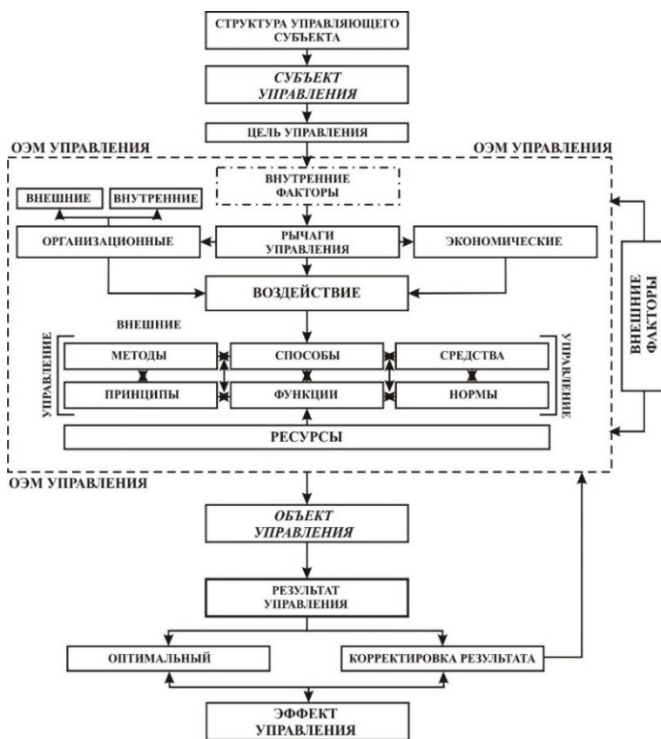 СТРУКТУРА УПРАВЛЯЮЩЕГО
СУБЪЕКТА
СУБЪЕКТ
УПРАВЛЕНИЯ
ЦЕЛЬ УПРАВЛЕНИЯ
ОЭМ УПРАВЛЕНИЯ
ОЭМ УПРАВЛЕНИЯ
ВНУТРЕННИЕ
ФАКТОРЫ
ВНЕШНИЕ
ВНУТРЕННИЕ
ОРГАНИЗАЦИОННЫЕ
РЫЧАГИ
УПРАВЛЕНИЯ
ЭКОНОМИЧЕСКИЕ
ВНЕШНИЕ
ФАКТОРЫ
ВОЗДЕЙСТВИЕ
ВНЕШНИЕ
УПРАВЛЕНИЕ
МЕТОДЫ
СПОСОБЫ
СРЕДСТВА
УПРАВЛЕНИЕ
ПРИНЦИПЫ
ФУНКЦИИ
НОРМЫ
РЕСУРСЫ
ОЭМ УПРАВЛЕНИЯ
ОБЪЕКТ
УПРАВЛЕНИЯ
РЕЗУЛЬТАТ
УПРАВЛЕНИЯ
ОПТИМАЛЬНЫЙ
КОРРЕКТИРОВКА РЕЗУЛЬТАТА
ЭФФЕКТ
УПРАВЛЕНИЯ